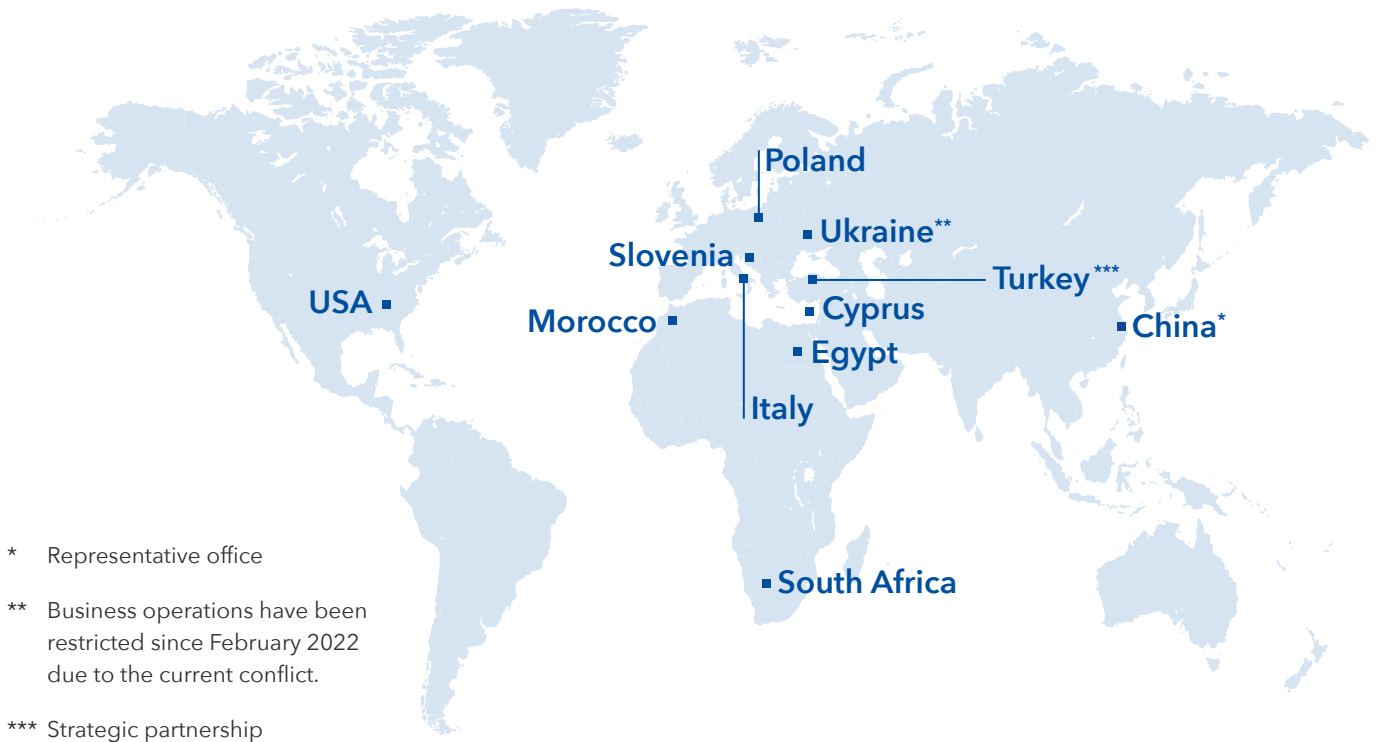 Poland
Ukraine**
Slovenia
Turkey***
USA
Cyprus
Morocco
China*
Egypt
Italy
* Representative office
South Africa
** Business operations have been
restricted since February 2022
due to the current conflict.
*** Strategic partnership